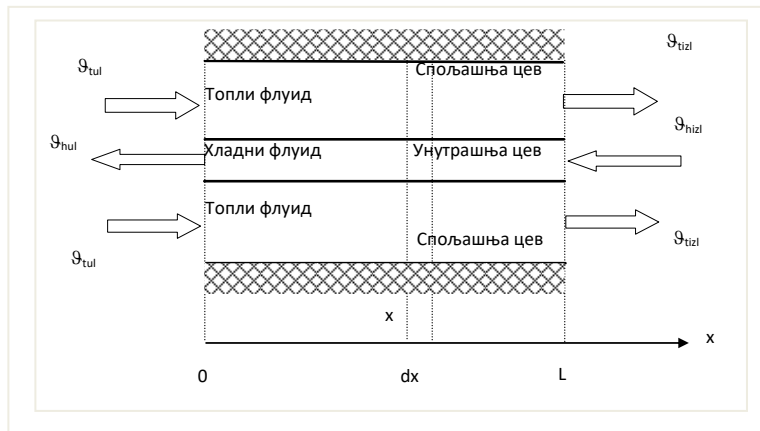 ϑtizl
Спољашња цев
ϑtul
Топли флуид
ϑhizl
ϑhul
Хладни флуид Унутрашња цев
Топли флуид
Спољашња цев
ϑtizl
ϑtul
x
x
0 dx L